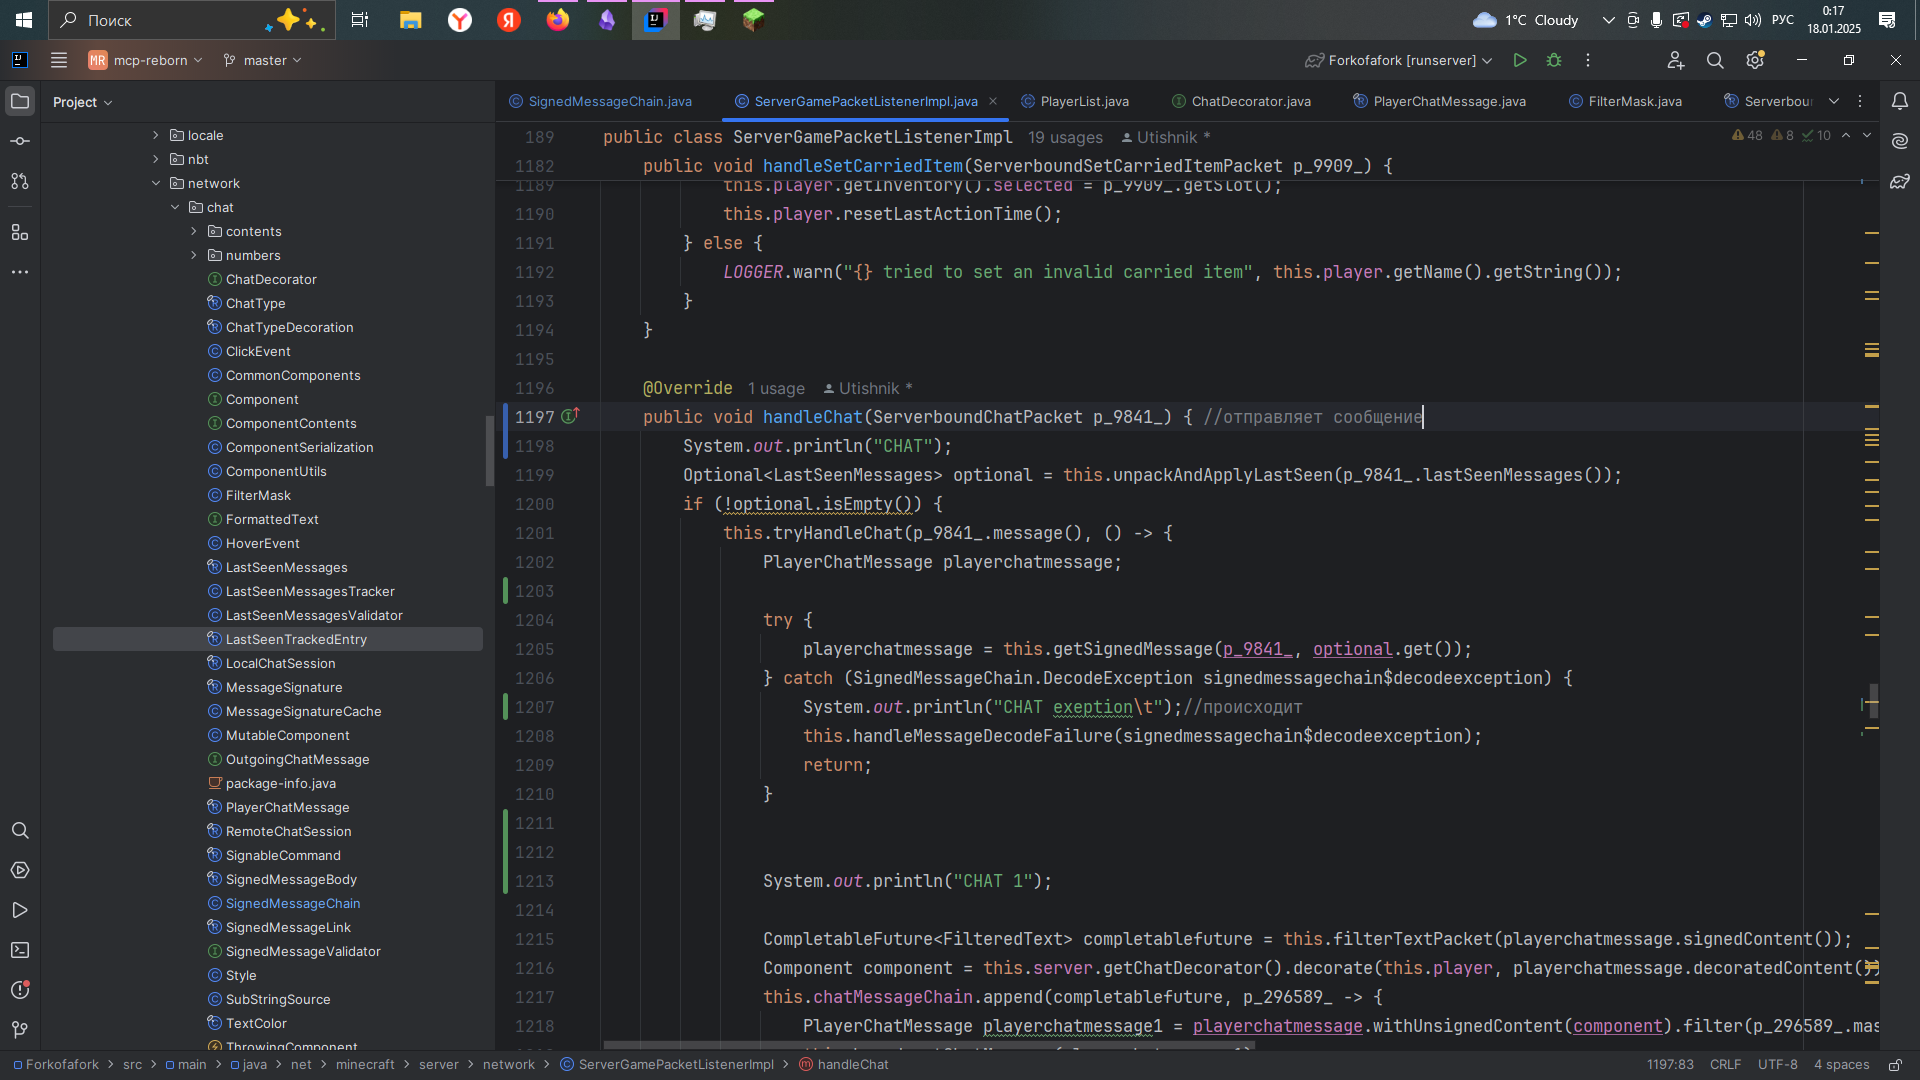 Поиск
1°C Cloudy
РУС
0:17
18.01.2025
MR mcp-reborn
master
Forkofafork [runserver]
Project
locale
nbt
network
chat
contents
numbers
ChatDecorator
ChatType
ChatTypeDecoration
ClickEvent
CommonComponents
Component
ComponentContents
ComponentSerialization
ComponentUtils
FilterMask
FormattedText
HoverEvent
LastSeenMessages
LastSeenMessagesTracker
LastSeenMessagesValidator
LastSeenTrackedEntry
LocalChatSession
MessageSignature
MessageSignatureCache
MutableComponent
OutgoingChatMessage
package-info.java
PlayerChatMessage
RemoteChatSession
SignableCommand
SignedMessageBody
SignedMessageChain
SignedMessageLink
SignedMessageValidator
Style
SubStringSource
TextColor
ThrowingComponent
SignedMessageChain.java
ServerGamePacketListenerImpl.java
PlayerList.java
ChatDecorator.java
PlayerChatMessage.java
FilterMask.java
Serverbour
48 8 10
189 public class ServerGamePacketListenerImpl 19 usages Utishnik *
1182 public void handleSetCarriedItem(ServerboundSetCarriedItemPacket p_9909_) {
1189 this.player.getInventory().selected = p_9909_.getSlot();
1190 this.player.resetLastActionTime();
1191 } else {
1192 LOGGER.warn("{} tried to set an invalid carried item", this.player.getName().getString());
1193 }
1194 }
1195
1196 @Override 1 usage Utishnik *
1197 public void handleChat(ServerboundChatPacket p_9841_) { //отправляет сообщение
1198 System.out.println("CHAT");
1199 Optional<LastSeenMessages> optional = this.unpackAndApplyLastSeen(p_9841_.lastSeenMessages());
1200 if (!optional.isEmpty()) {
1201 this.tryHandleChat(p_9841_.message(), () -> {
1202 PlayerChatMessage playerchatmessage;
1203
1204 try {
1205 playerchatmessage = this.getSignedMessage(p_9841_, optional.get());
1206 } catch (SignedMessageChain.DecodeException signedmessagechain$decodeexception) {
1207 System.out.println("CHAT exeption\t");//происходит
1208 this.handleMessageDecodeFailure(signedmessagechain$decodeexception);
1209 return;
1210 }
1211
1212
1213 System.out.println("CHAT 1");
1214
1215 CompletableFuture<FilteredText> completablefuture = this.filterTextPacket(playerchatmessage.signedContent());
1216 Component component = this.server.getChatDecorator().decorate(this.player, playerchatmessage.decoratedContent())
1217 this.chatMessageChain.append(completablefuture, p_296589_ -> {
1218 PlayerChatMessage playerchatmessage1 = playerchatmessage.withUnsignedContent(component).filter(p_296589_.mas
Forkofafork > src > main > java > net > minecraft > server > network > ServerGamePacketListenerImpl > handleChat
1197:83 CRLF UTF-8 4 spaces